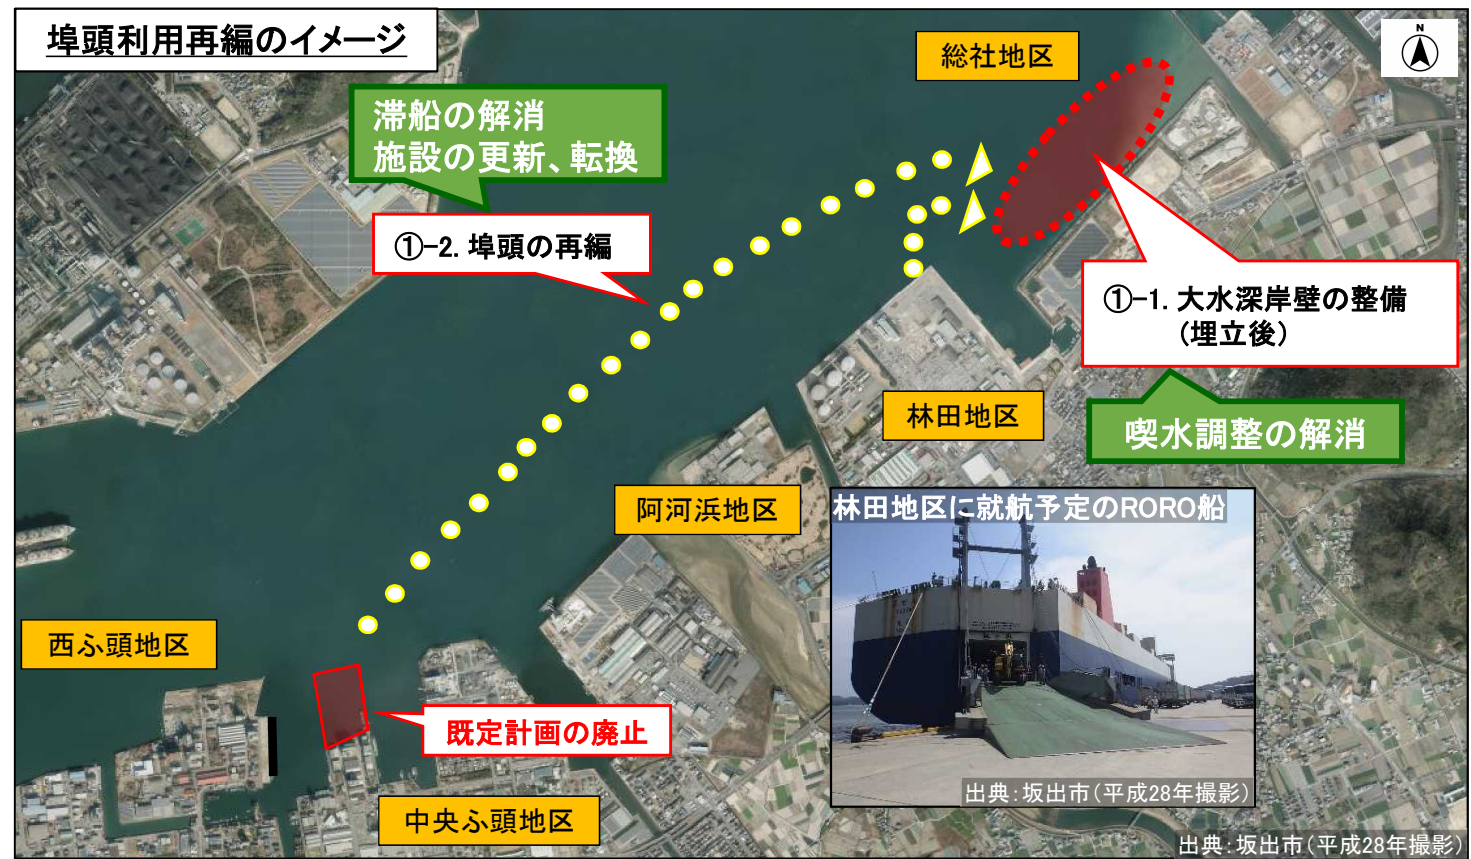 埠頭利用再編のイメージ
総社地区
N
滞船の解消
施設の更新、転換
①-2. 埠頭の再編
①-1. 大水深岸壁の整備
(埋立後)
喫水調整の解消
林田地区
阿河浜地区
林田地区に就航予定のRORO船
西ふ頭地区
既定計画の廃止
中央ふ頭地区
出典：坂出市（平成28年撮影）
出典：坂出市（平成28年撮影）